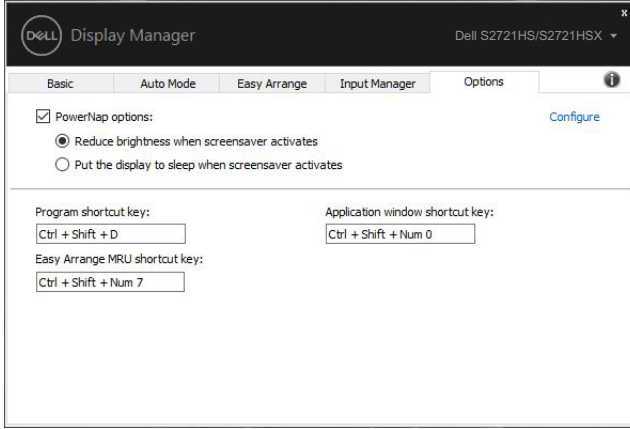 DELL Display Manager
x
Dell S2721HS/S2721HSX
Basic Auto Mode Easy Arrange Input Manager Options
PowerNap options: Configure
Reduce brightness when screensaver activates
Put the display to sleep when screensaver activates
Program shortcut key: Application window shortcut key:
Ctrl + Shift + D Ctrl + Shift + Num 0
Easy Arrange MRU shortcut key:
Ctrl + Shift + Num 7